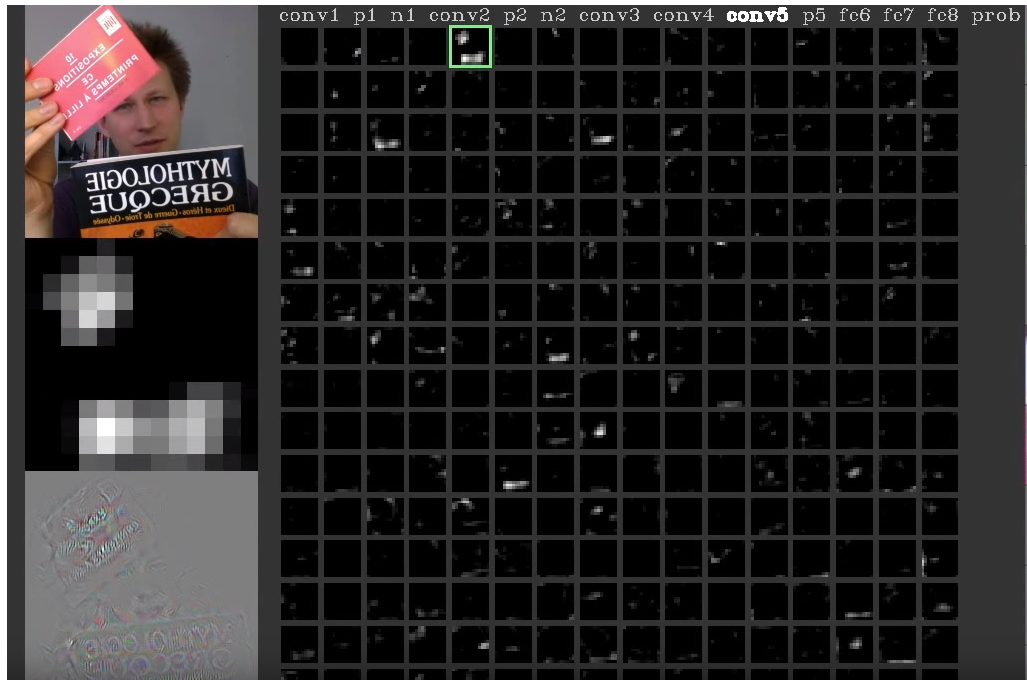 conv1 p1 n1 conv2 p2 n2 conv3 conv4 conv5 p5 fc6 fc7 fc8 prob
10
EXPOSITIONS
CE
PRINTEMPS À LILL
MYTHOLOGIE
GRECQUE
Dieux et Héros • Guerre de Troie • Odyssée